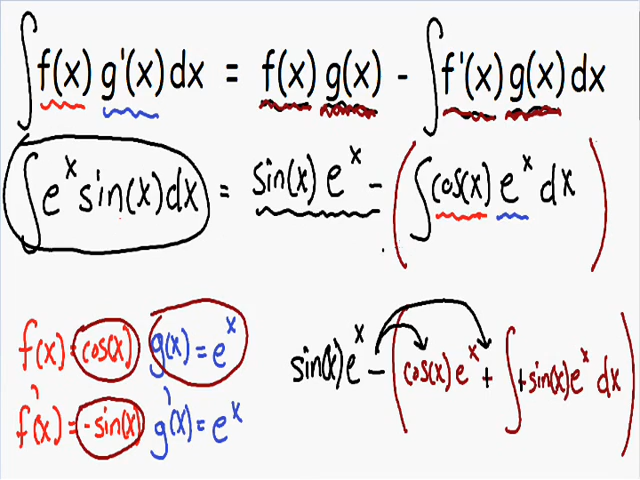 ∫ f(x) g'(x) dx = f(x) g(x) - ∫ f'(x) g(x) dx
∫ e^x sin(x) dx = sin(x) e^x - ( ∫ cos(x) e^x dx )
f(x) = cos(x) g(x) = e^x
f'(x) = -sin(x) g'(x) = e^x
sin(x) e^x - ( cos(x) e^x + ∫ + sin(x) e^x dx )